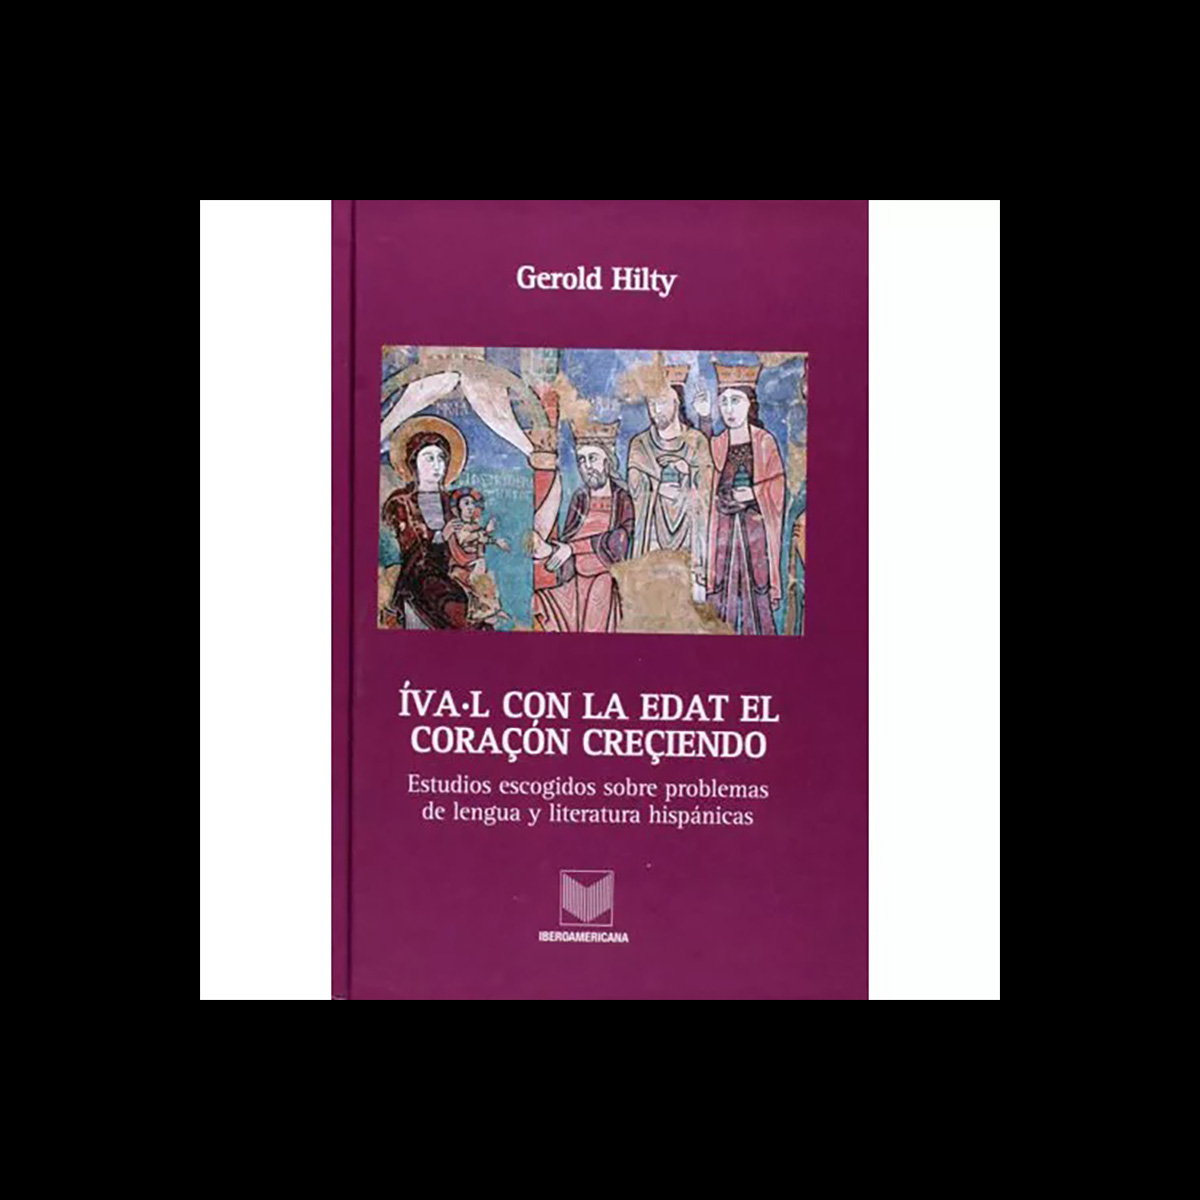 Gerold Hilty
ÍVA·L CON LA EDAT EL
CORAÇÓN CREÇIENDO
Estudios escogidos sobre problemas
de lengua y literatura hispánicas
IBEROAMERICANA